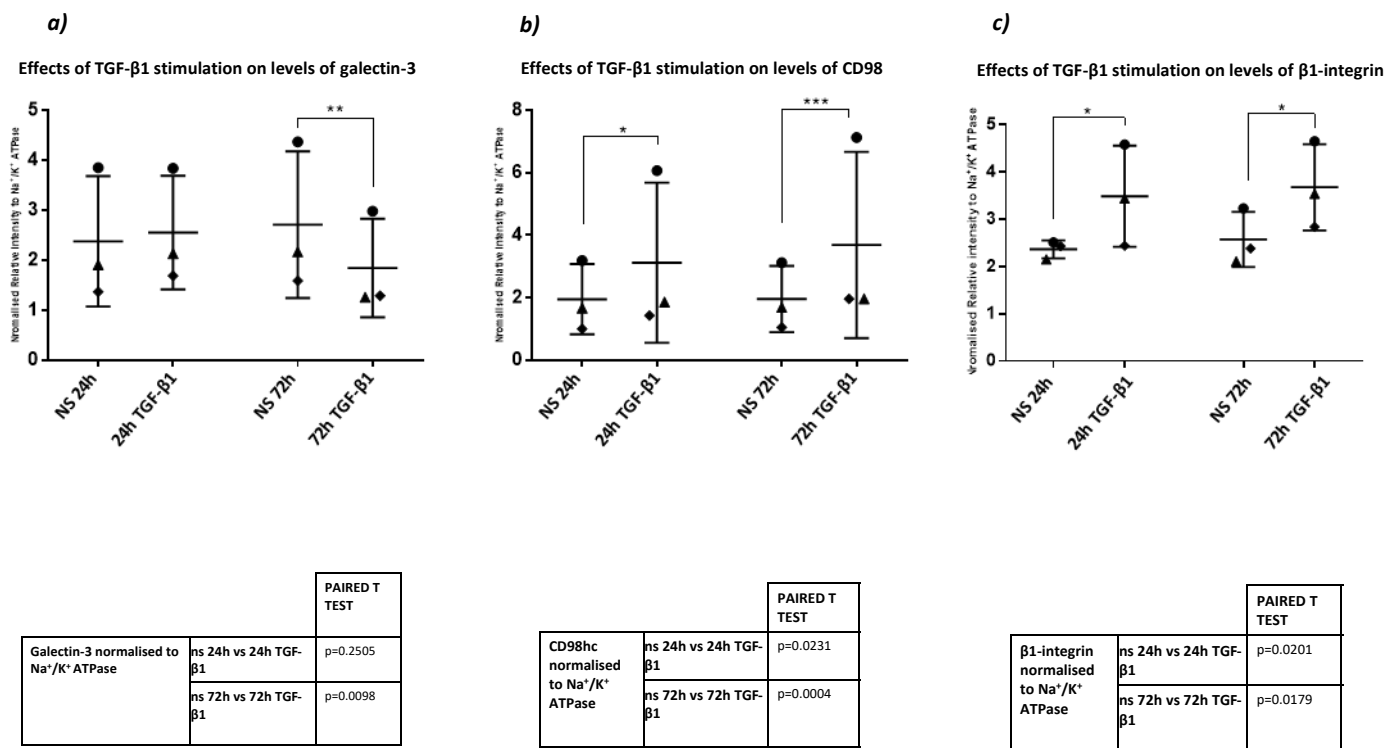 a)
Effects of TGF-β1 stimulation on levels of galectin-3
Nromalised Relative Intensity to Na⁺/K⁺ ATPase
5
4
3
2
1
0
**
NS 24h
24h TGF-β1
NS 72h
72h TGF-β1
b)
Effects of TGF-β1 stimulation on levels of CD98
Normalised Relative Intensity to Na⁺/K⁺ ATPase
8
6
4
2
0
*
***
NS 24h
24h TGF-β1
NS 72h
72h TGF-β1
c)
Effects of TGF-β1 stimulation on levels of β1-integrin
Normalised Relative intensity to Na⁺/K⁺ ATPase
5
4
3
2
1
0
*
*
NS 24h
24h TGF-β1
NS 72h
72h TGF-β1
PAIRED T
TEST
Galectin-3 normalised to
Na⁺/K⁺ ATPase
ns 24h vs 24h TGF-
β1
p=0.2505
ns 72h vs 72h TGF-
β1
p=0.0098
PAIRED T
TEST
CD98hc
normalised
to Na⁺/K⁺
ATPase
ns 24h vs 24h TGF-
β1
p=0.0231
ns 72h vs 72h TGF-
β1
p=0.0004
PAIRED T
TEST
β1-integrin
normalised
to Na⁺/K⁺
ATPase
ns 24h vs 24h TGF-
β1
p=0.0201
ns 72h vs 72h TGF-
β1
p=0.0179